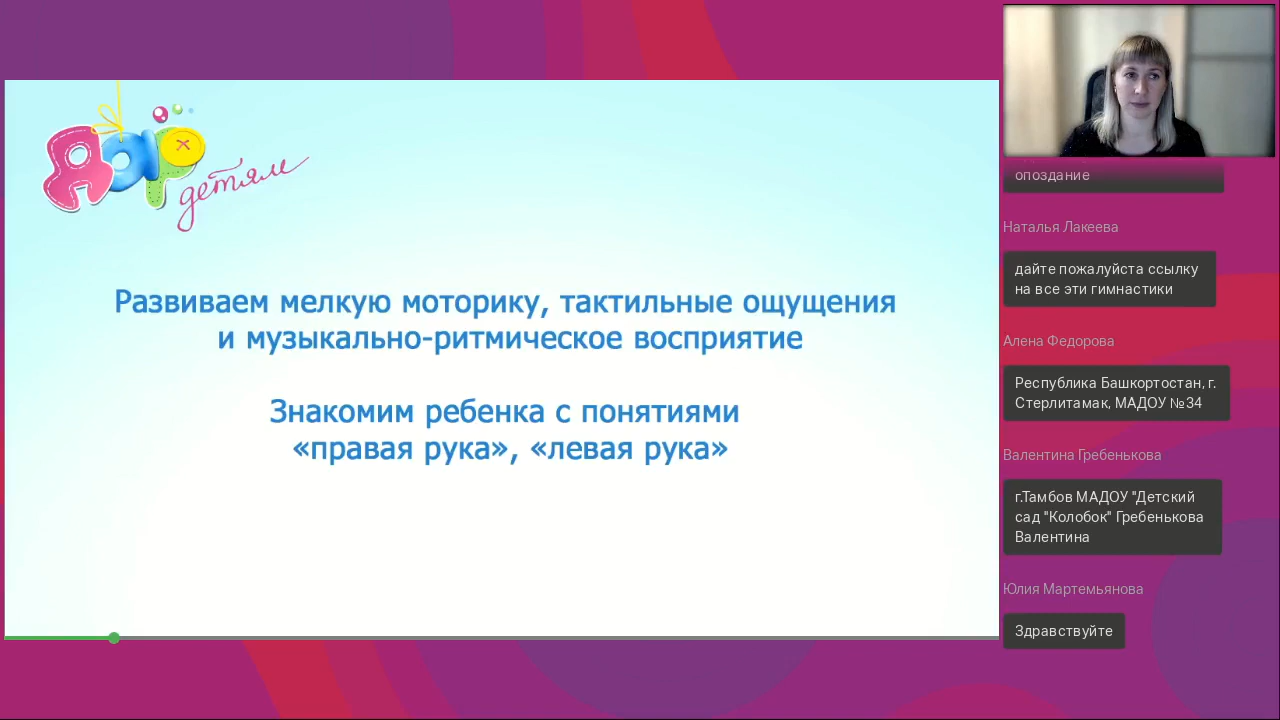 Дар
детям
Развиваем мелкую моторику, тактильные ощущения
и музыкально-ритмическое восприятие
Знакомим ребенка с понятиями
«правая рука», «левая рука»
опоздание
Наталья Лакеева
дайте пожалуйста ссылку
на все эти гимнастики
Алена Федорова
Республика Башкортостан, г.
Стерлитамак, МАДОУ №34
Валентина Гребенькова
г.Тамбов МАДОУ "Детский
сад "Колобок" Гребенькова
Валентина
Юлия Мартемьянова
Здравствуйте